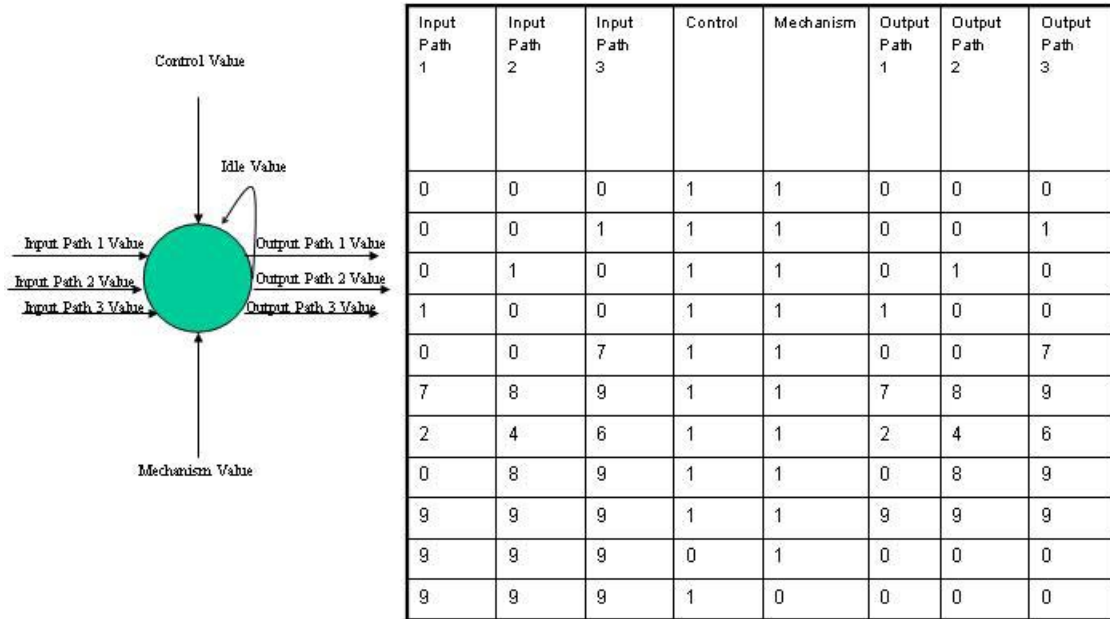 Control Value
Idle Value
Input Path 1 Value
Output Path 1 Value
Input Path 2 Value
Output Path 2 Value
Input Path 3 Value
Output Path 3 Value
Mechanism Value
Input Path 1 Input Path 2 Input Path 3 Control Mechanism Output Path 1 Output Path 2 Output Path 3
0 0 0 1 1 0 0 0
0 0 1 1 1 0 0 1
0 1 0 1 1 0 1 0
1 0 0 1 1 1 0 0
0 0 7 1 1 0 0 7
7 8 9 1 1 7 8 9
2 4 6 1 1 2 4 6
0 8 9 1 1 0 8 9
9 9 9 1 1 9 9 9
9 9 9 0 1 0 0 0
9 9 9 1 0 0 0 0